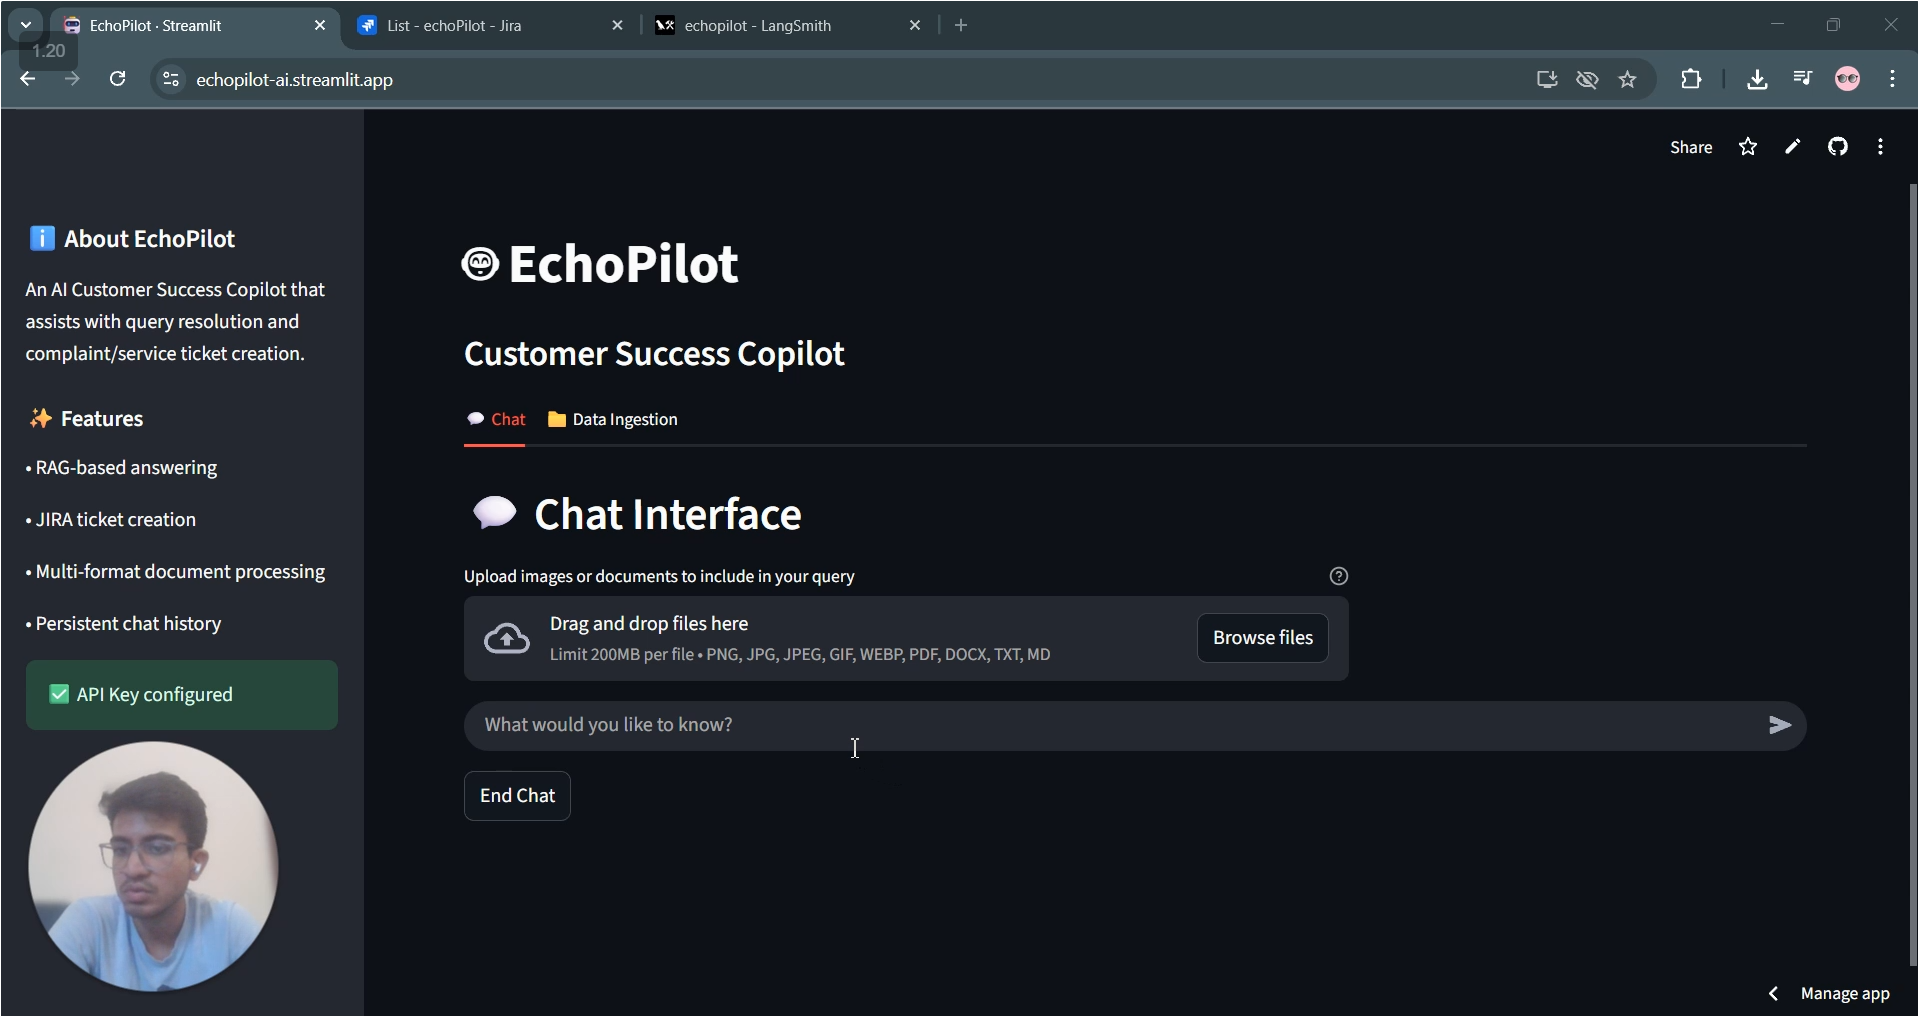 EchoPilot · Streamlit
List - echoPilot - Jira
echopilot - LangSmith
1.20
echopilot-ai.streamlit.app
Share
About EchoPilot
An AI Customer Success Copilot that
assists with query resolution and
complaint/service ticket creation.
✨ Features
• RAG-based answering
• JIRA ticket creation
• Multi-format document processing
• Persistent chat history
✅ API Key configured
EchoPilot
Customer Success Copilot
💬 Chat
📁 Data Ingestion
💬 Chat Interface
Upload images or documents to include in your query
Drag and drop files here
Limit 200MB per file • PNG, JPG, JPEG, GIF, WEBP, PDF, DOCX, TXT, MD
Browse files
What would you like to know?
End Chat
Manage app